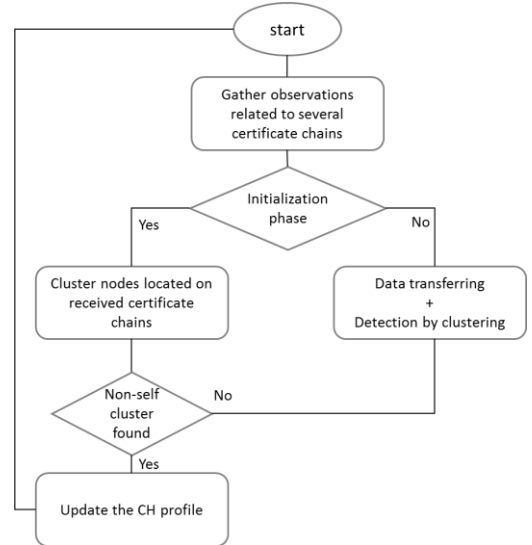 start
Gather observations
related to several
certificate chains
Initialization
phase
Yes
No
Cluster nodes located on
received certificate
chains
Data transferring
+
Detection by clustering
Non-self
cluster
found
No
Yes
Update the CH profile